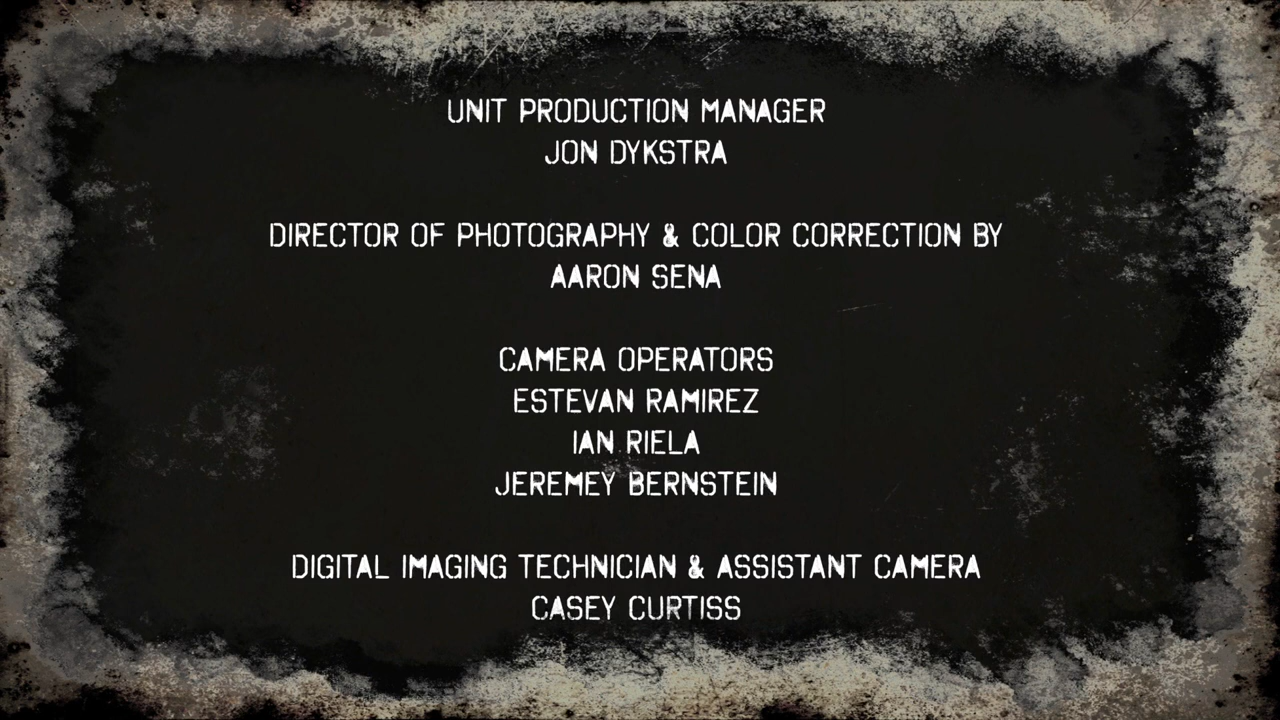 UNIT PRODUCTION MANAGER
JON DYKSTRA
DIRECTOR OF PHOTOGRAPHY & COLOR CORRECTION BY
AARON SENA
CAMERA OPERATORS
ESTEVAN RAMIREZ
IAN RIELA
JEREMEY BERNSTEIN
DIGITAL IMAGING TECHNICIAN & ASSISTANT CAMERA
CASEY CURTISS